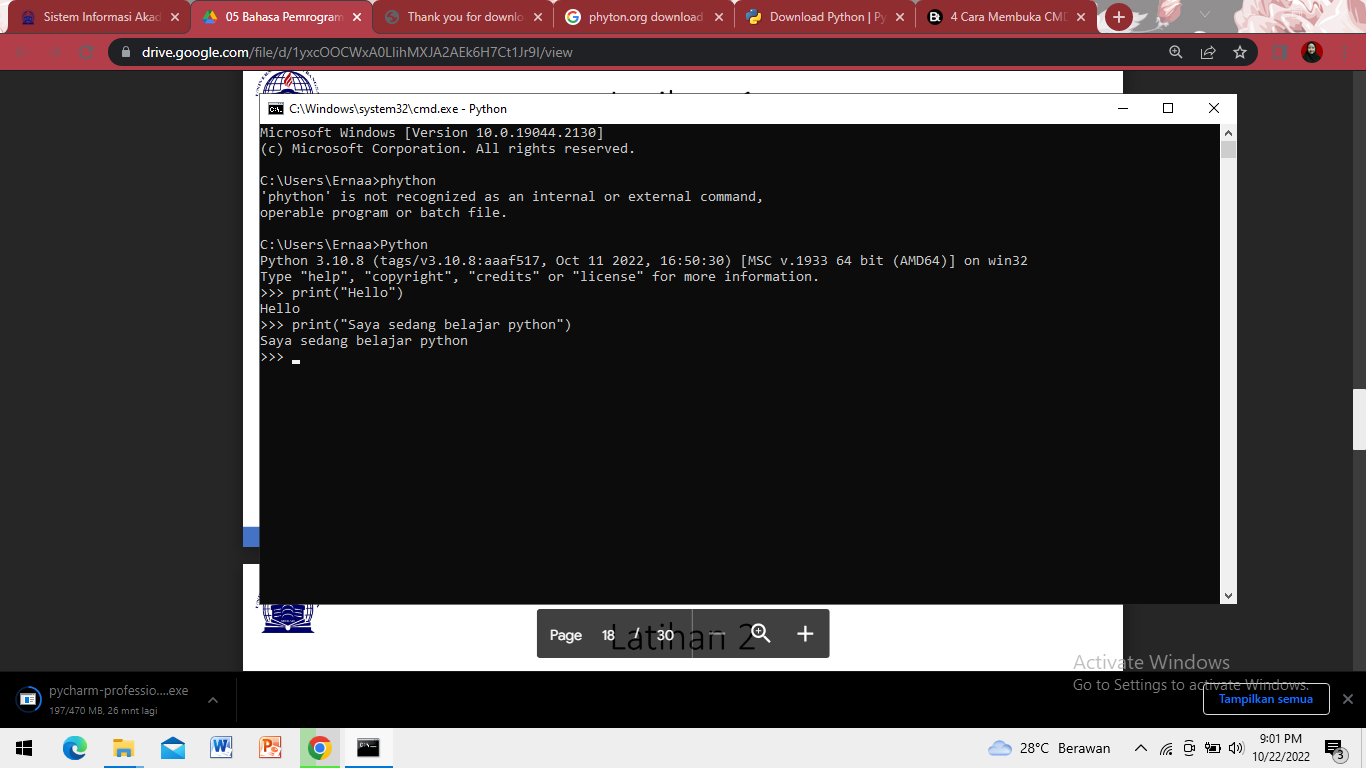 Sistem Informasi Akad
05 Bahasa Pemrogram
Thank you for downlo
phyton.org download
Download Python | Py
4 Cara Membuka CMD
drive.google.com/file/d/1yxcOOCWxA0LlihMXJA2AEk6H7Ct1Jr9I/view
C:\Windows\system32\cmd.exe - Python
Microsoft Windows [Version 10.0.19044.2130]
(c) Microsoft Corporation. All rights reserved.
C:\Users\Ernaa>phython
'phython' is not recognized as an internal or external command,
operable program or batch file.
C:\Users\Ernaa>Python
Python 3.10.8 (tags/v3.10.8:aaaf517, Oct 11 2022, 16:50:30) [MSC v.1933 64 bit (AMD64)] on win32
Type "help", "copyright", "credits" or "license" for more information.
>>> print("Hello")
Hello
>>> print("Saya sedang belajar python")
Saya sedang belajar python
>>>
Page 18 / 30
Latihan 2
Activate Windows
Go to Settings to activate Windows.
pycharm-professio....exe
197/470 MB, 26 mnt lagi
Tampilkan semua
28°C Berawan
9:01 PM
10/22/2022
3